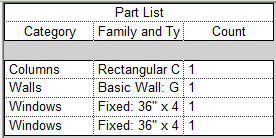 Part List
Category Family and Ty Count
Columns Rectangular C 1
Walls Basic Wall: G 1
Windows Fixed: 36" x 4 1
Windows Fixed: 36" x 4 1